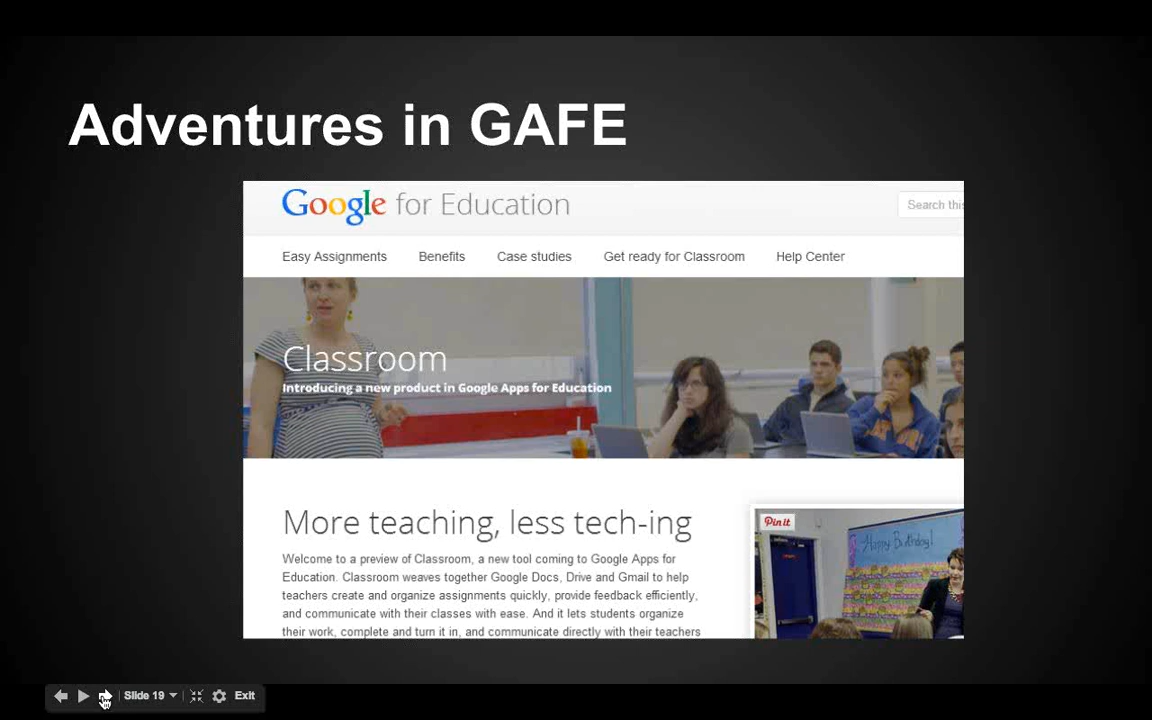 Adventures in GAFE
Google for Education
Search this
Easy Assignments Benefits Case studies Get ready for Classroom Help Center
Classroom
Introducing a new product in Google Apps for Education
More teaching, less tech-ing
Pin it
Happy Birthday!
Welcome to a preview of Classroom, a new tool coming to Google Apps for
Education. Classroom weaves together Google Docs, Drive and Gmail to help
teachers create and organize assignments quickly, provide feedback efficiently,
and communicate with their classes with ease. And it lets students organize
their work, complete and turn it in, and communicate directly with their teachers
Slide 19 Exit